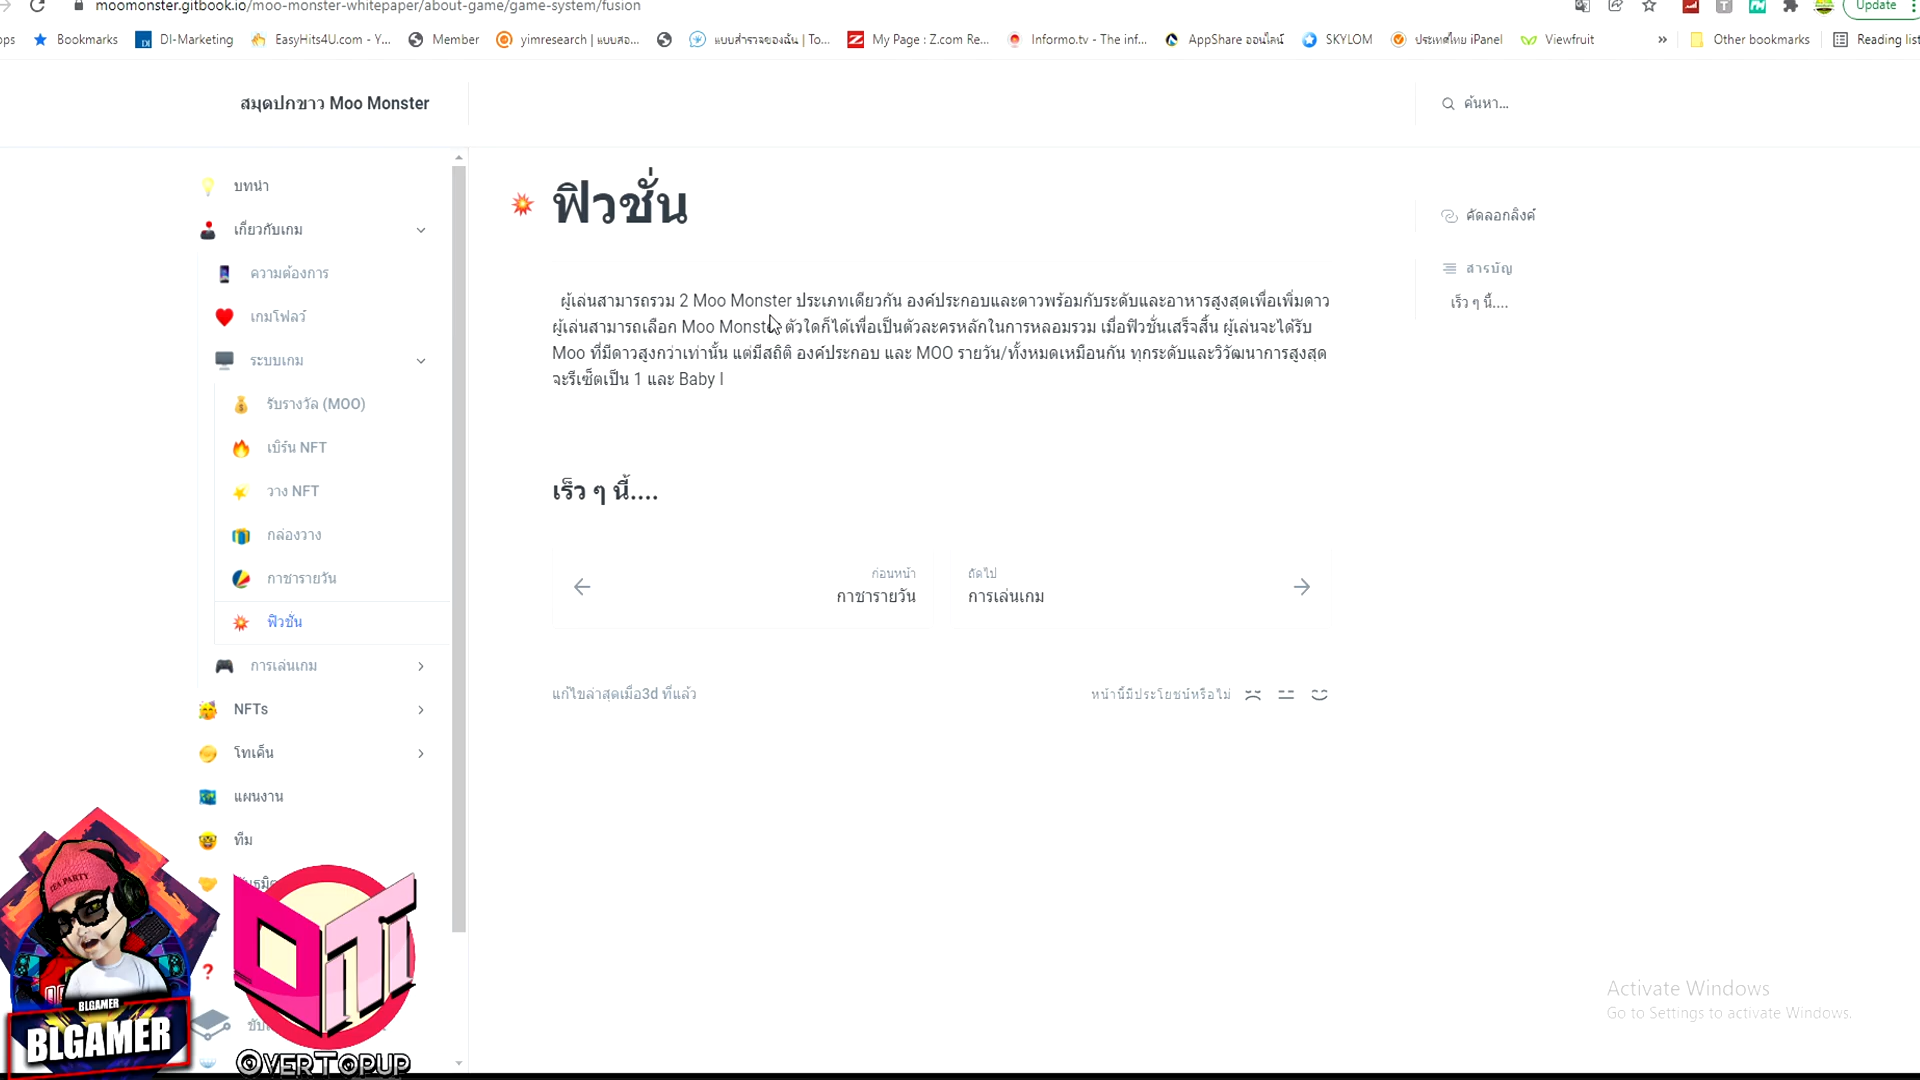 moomonster.gitbook.io/moo-monster-whitepaper/about-game/game-system/fusion
Update
Bookmarks
DI-Marketing
EasyHits4U.com - Y...
Member
yimresearch | แบบสอ...
แบบสำรวจของฉัน | To...
My Page : Z.com Re...
Informo.tv - The inf...
AppShare ออนไลน์
SKYLOM
ประเทศไทย iPanel
Viewfruit
»
Other bookmarks
Reading list
สมุดปกขาว Moo Monster
ค้นหา...
บทนำ
เกี่ยวกับเกม
ความต้องการ
เกมโฟลว์
ระบบเกม
รับรางวัล (MOO)
เบิร์น NFT
วาง NFT
กล่องวาง
กาชารายวัน
ฟิวชั่น
การเล่นเกม
NFTs
โทเค็น
แผนงาน
ทีม
ฟิวชั่น
ผู้เล่นสามารถรวม 2 Moo Monster ประเภทเดียวกัน องค์ประกอบและดาวพร้อมกับระดับและอาหารสูงสุดเพื่อเพิ่มดาว
ผู้เล่นสามารถเลือก Moo Monster ตัวใดก็ได้เพื่อเป็นตัวละครหลักในการหลอมรวม เมื่อฟิวชั่นเสร็จสิ้น ผู้เล่นจะได้รับ
Moo ที่มีดาวสูงกว่าเท่านั้น แต่มีสถิติ องค์ประกอบ และ MOO รายวัน/ทั้งหมดเหมือนกัน ทุกระดับและวิวัฒนาการสูงสุด
จะรีเซ็ตเป็น 1 และ Baby I
เร็ว ๆ นี้....
ก่อนหน้า
กาชารายวัน
ถัดไป
การเล่นเกม
แก้ไขล่าสุดเมื่อ3d ที่แล้ว
หน้านี้มีประโยชน์หรือไม่
คัดลอกลิงค์
สารบัญ
เร็ว ๆ นี้....
TEA PARTY
BLGAMER
BLGAMER
OTI
OVERTOPUP
Activate Windows
Go to Settings to activate Windows.